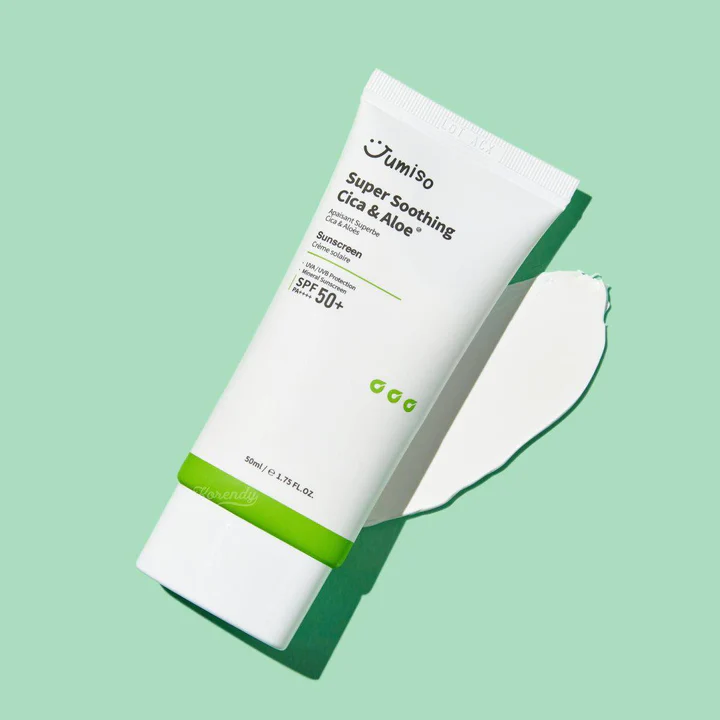 Jumiso
Super Soothing
Cica & Aloe®
Apaisant Superbe
Cica & Aloès
Sunscreen
Crème solaire
· UVA/UVB Protection
· Mineral Sunscreen
SPF 50+
PA++++
50ml / ℮ 1.75 FL.OZ.
Korendy